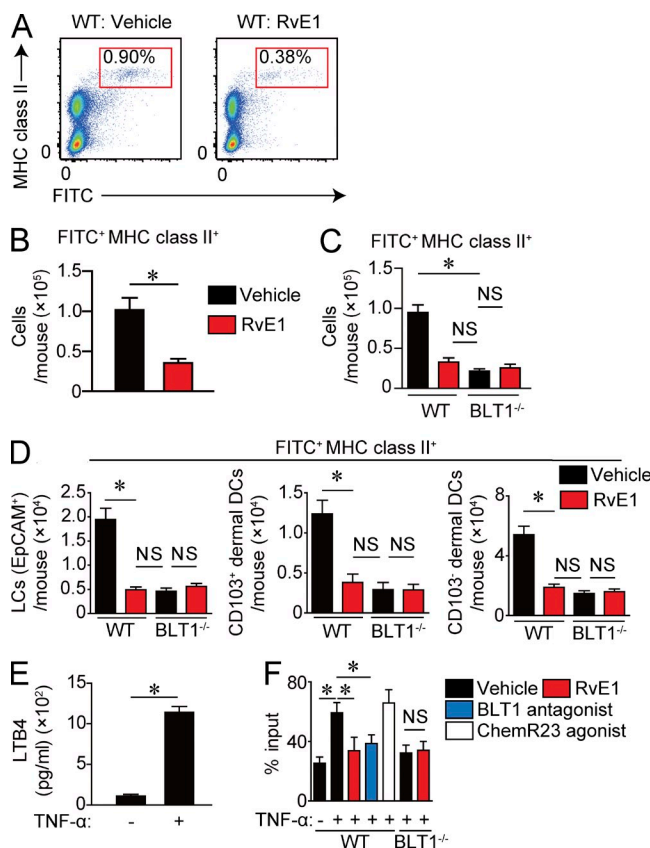 A
WT: Vehicle
WT: RvE1
MHC class II
0.90%
0.38%
0
0
0
0
FITC
B
FITC⁺ MHC class II⁺
Cells
/mouse (×10⁵)
1.5
1.0
0.5
0
*
Vehicle
RvE1
C
FITC⁺ MHC class II⁺
Cells
/mouse (×10⁵)
1.5
1.0
0.5
0
*
NS
NS
WT
BLT1⁻/⁻
D
FITC⁺ MHC class II⁺
Vehicle
RvE1
LCs (EpCAM⁺)
/mouse (×10⁴)
2.5
2.0
1.5
1.0
0.5
0
*
NS
NS
WT
BLT1⁻/⁻
CD103⁺ dermal DCs
/mouse (×10⁴)
1.5
1.0
0.5
0
*
NS
NS
WT
BLT1⁻/⁻
CD103⁻ dermal DCs
/mouse (×10⁴)
8
4
0
*
NS
NS
WT
BLT1⁻/⁻
E
LTB4
(pg/ml) (×10²)
15
10
5
0
*
TNF-α: - +
F
% input
80
40
0
*
* *
NS
Vehicle
RvE1
BLT1 antagonist
ChemR23 agonist
TNF-α: - + + + + + +
WT
BLT1⁻/⁻